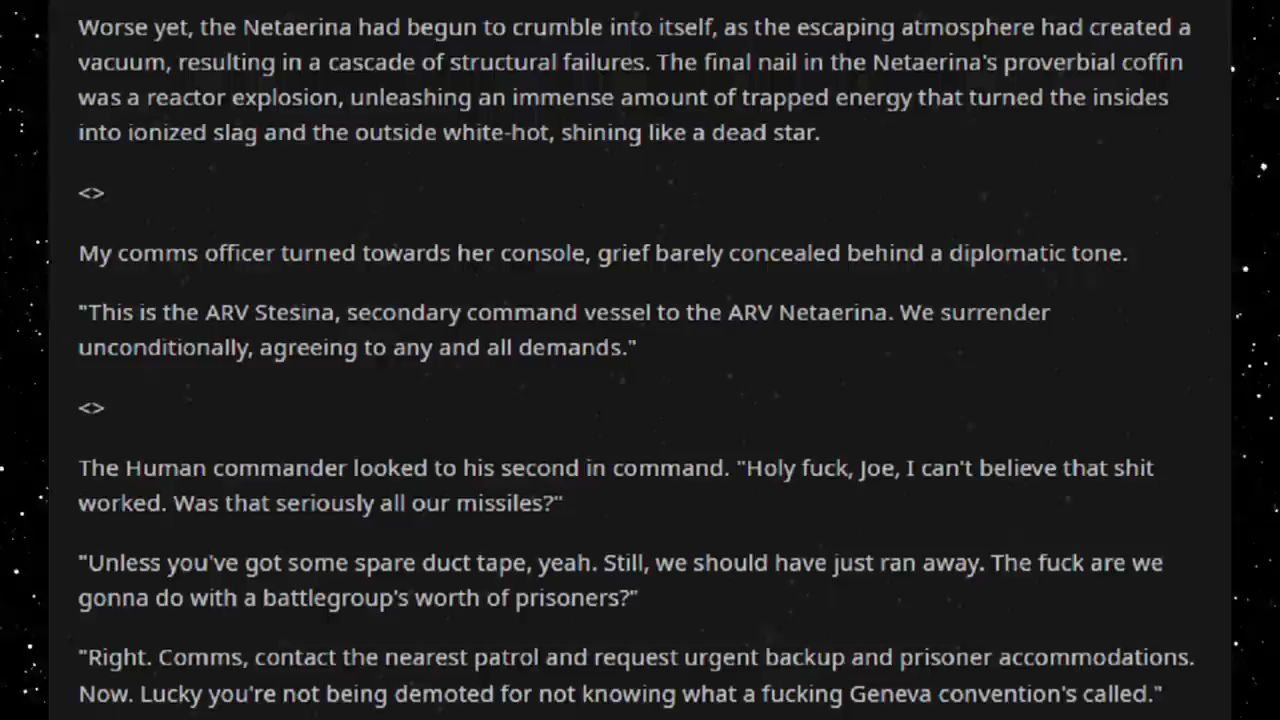 Worse yet, the Netaerina had begun to crumble into itself, as the escaping atmosphere had created a
vacuum, resulting in a cascade of structural failures. The final nail in the Netaerina's proverbial coffin
was a reactor explosion, unleashing an immense amount of trapped energy that turned the insides
into ionized slag and the outside white-hot, shining like a dead star.
<>
My comms officer turned towards her console, grief barely concealed behind a diplomatic tone.
"This is the ARV Stesina, secondary command vessel to the ARV Netaerina. We surrender
unconditionally, agreeing to any and all demands."
<>
The Human commander looked to his second in command. "Holy fuck, Joe, I can't believe that shit
worked. Was that seriously all our missiles?"
"Unless you've got some spare duct tape, yeah. Still, we should have just ran away. The fuck are we
gonna do with a battlegroup's worth of prisoners?"
"Right. Comms, contact the nearest patrol and request urgent backup and prisoner accommodations.
Now. Lucky you're not being demoted for not knowing what a fucking Geneva convention's called."